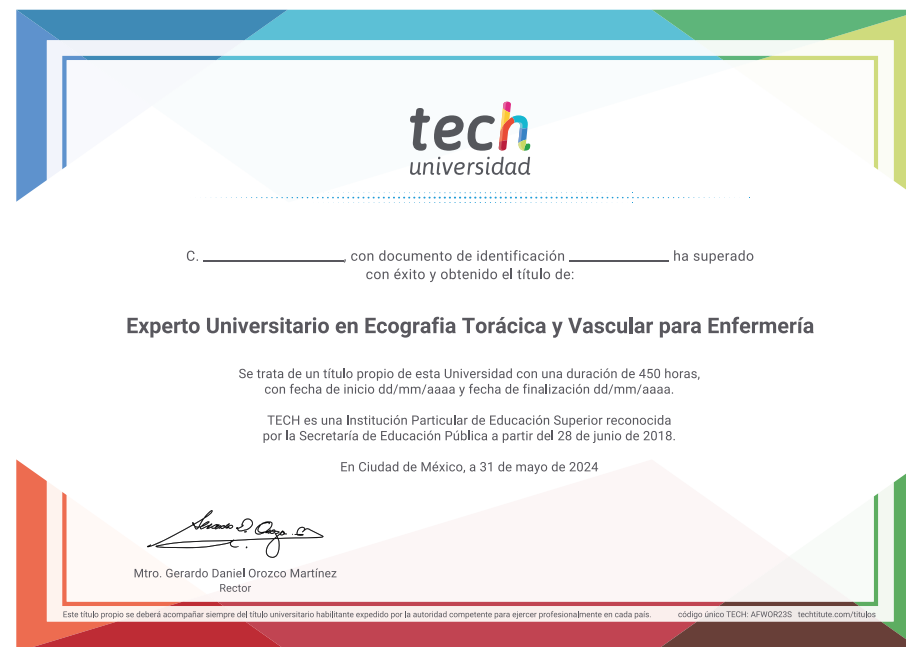 tech
universidad
C. ____________, con documento de identificación ____________ ha superado
con éxito y obtenido el título de:
Experto Universitario en Ecografia Torácica y Vascular para Enfermería
Se trata de un título propio de esta Universidad con una duración de 450 horas,
con fecha de inicio dd/mm/aaaa y fecha de finalización dd/mm/aaaa.
TECH es una Institución Particular de Educación Superior reconocida
por la Secretaría de Educación Pública a partir del 28 de junio de 2018.
En Ciudad de México, a 31 de mayo de 2024
Mtro. Gerardo Daniel Orozco Martínez
Rector
Este título propio se deberá acompañar siempre del título universitario habilitante expedido por la autoridad competente para ejercer profesionalmente en cada país. código único TECH: AFWOR23S techtitute.com/titulos